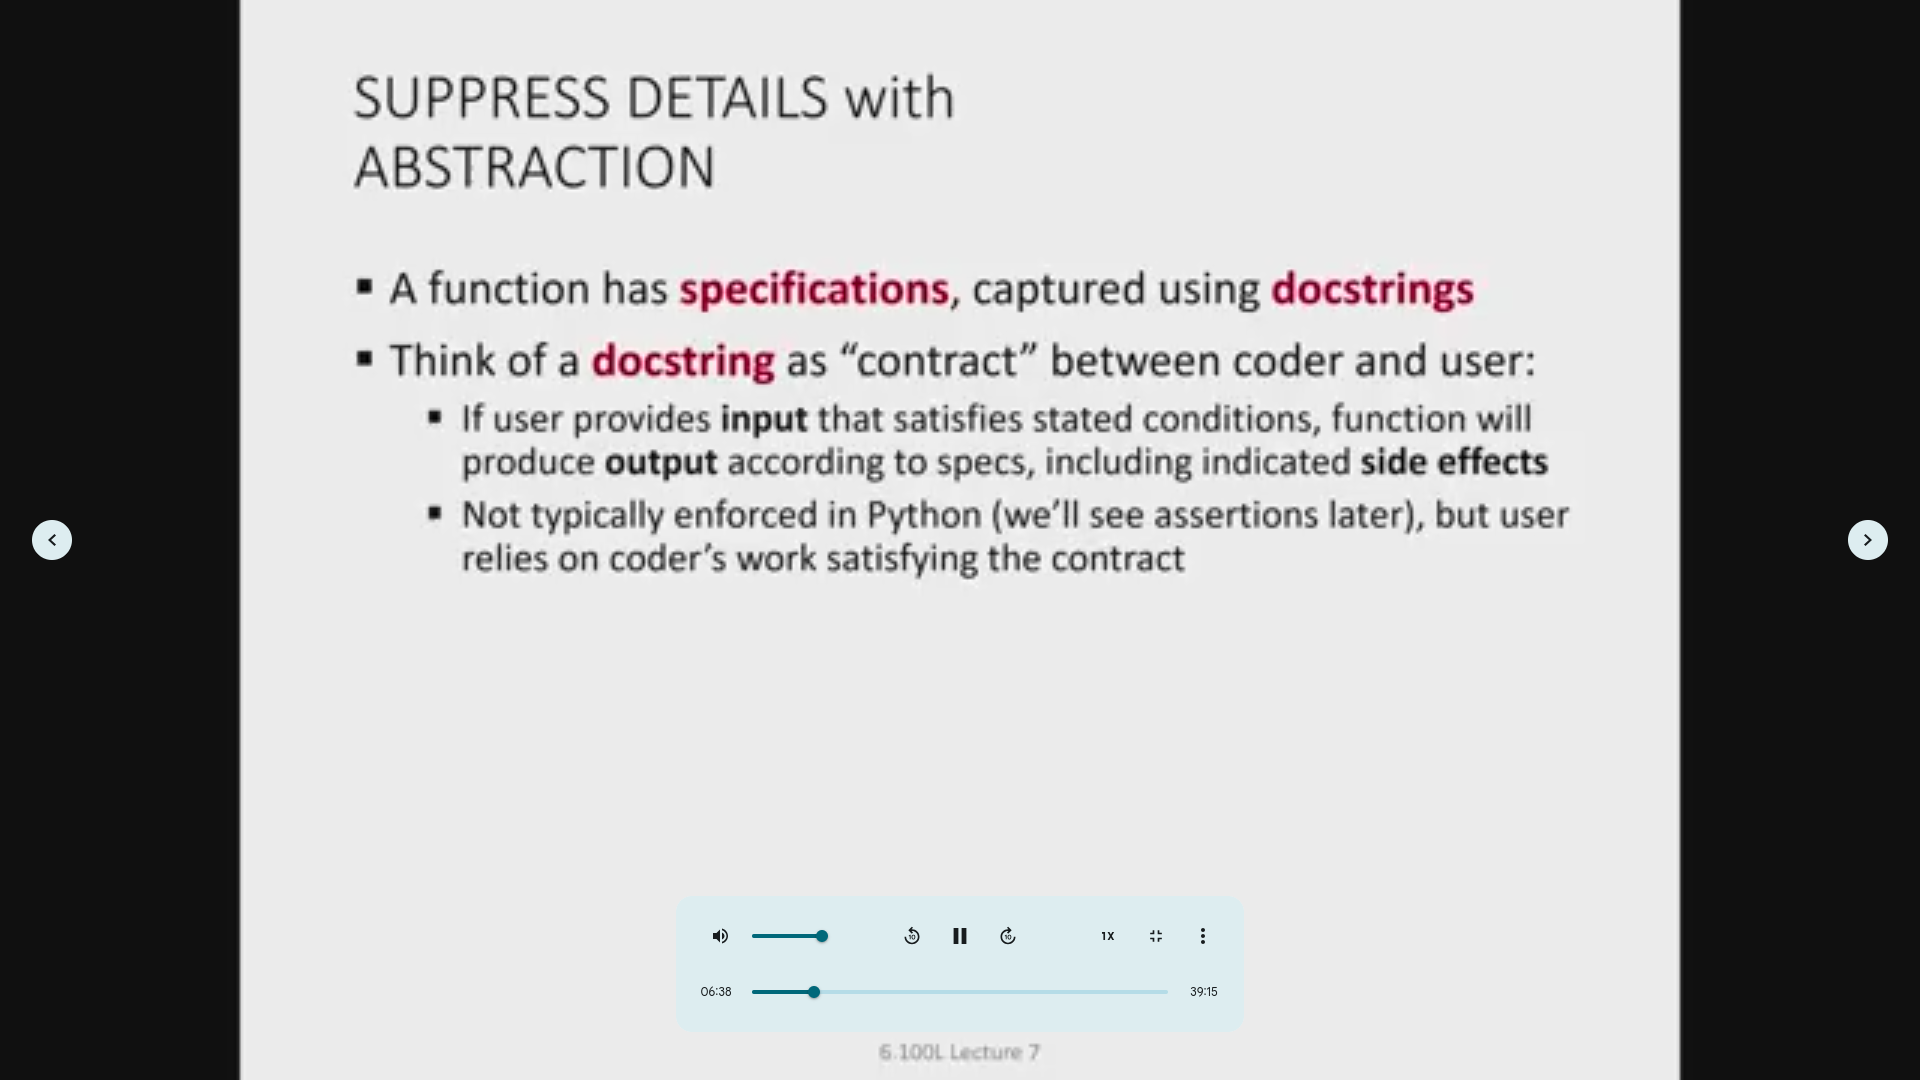 SUPPRESS DETAILS with
ABSTRACTION
▪ A function has specifications, captured using docstrings
▪ Think of a docstring as “contract” between coder and user:
▪ If user provides input that satisfies stated conditions, function will
produce output according to specs, including indicated side effects
▪ Not typically enforced in Python (we’ll see assertions later), but user
relies on coder’s work satisfying the contract
10 10 1X
06:38 39:15
6.100L Lecture 7